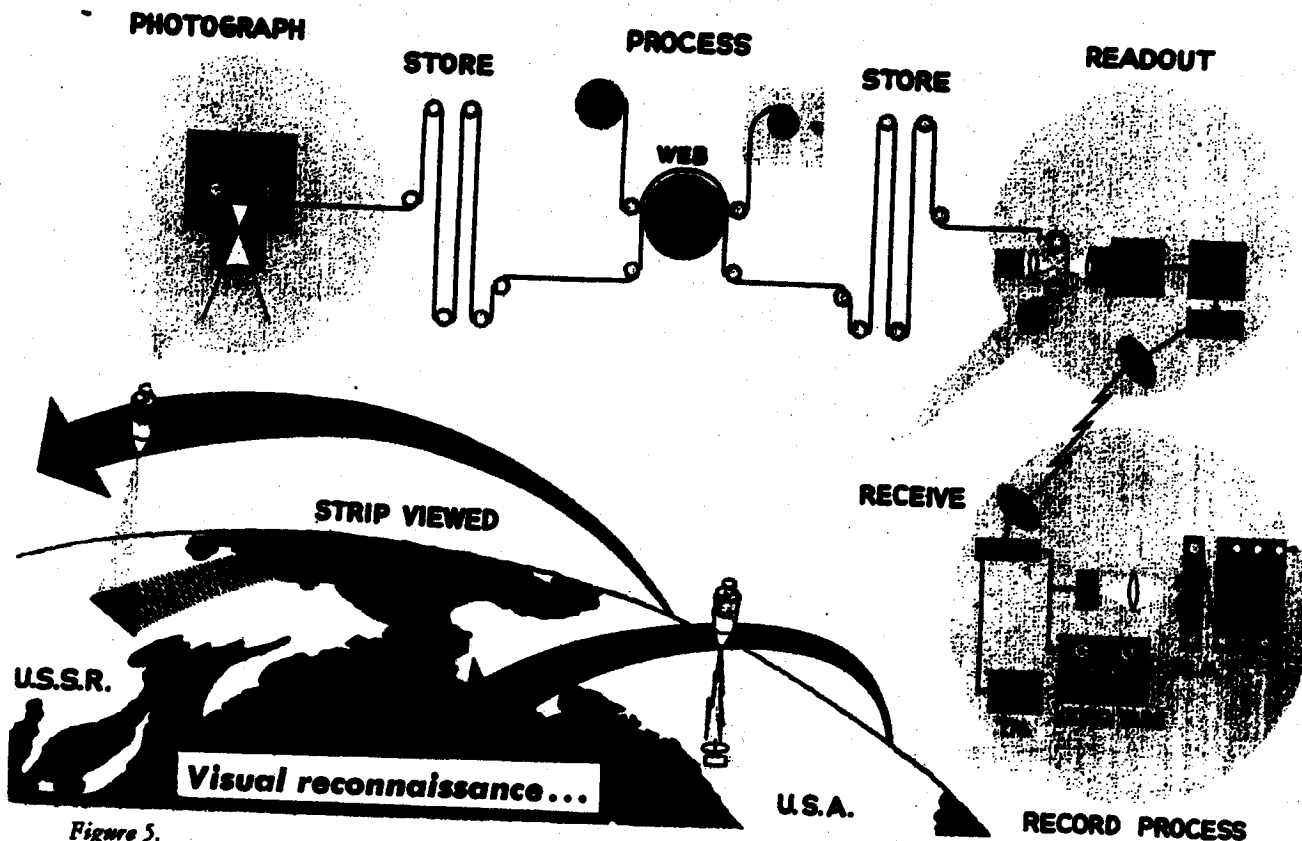 PHOTOGRAPH
STORE
PROCESS
STORE
READOUT
WEB
STRIP VIEWED
RECEIVE
U.S.S.R.
Visual reconnaissance...
U.S.A.
RECORD PROCESS
Figure 5.